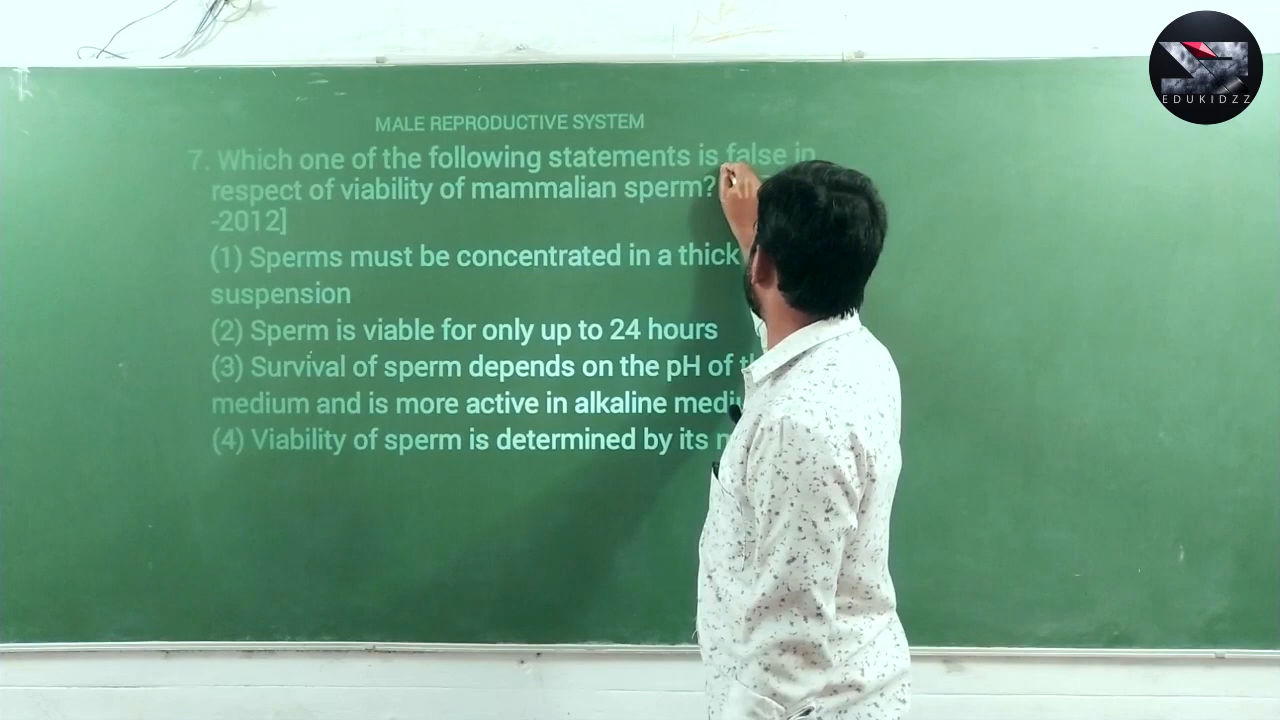 EDUKIDZZ
MALE REPRODUCTIVE SYSTEM
7. Which one of the following statements is false in
respect of viability of mammalian sperm?
-2012]
(1) Sperms must be concentrated in a thick
suspension
(2) Sperm is viable for only up to 24 hours
(3) Survival of sperm depends on the pH of
medium and is more active in alkaline
(4) Viability of sperm is determined by its